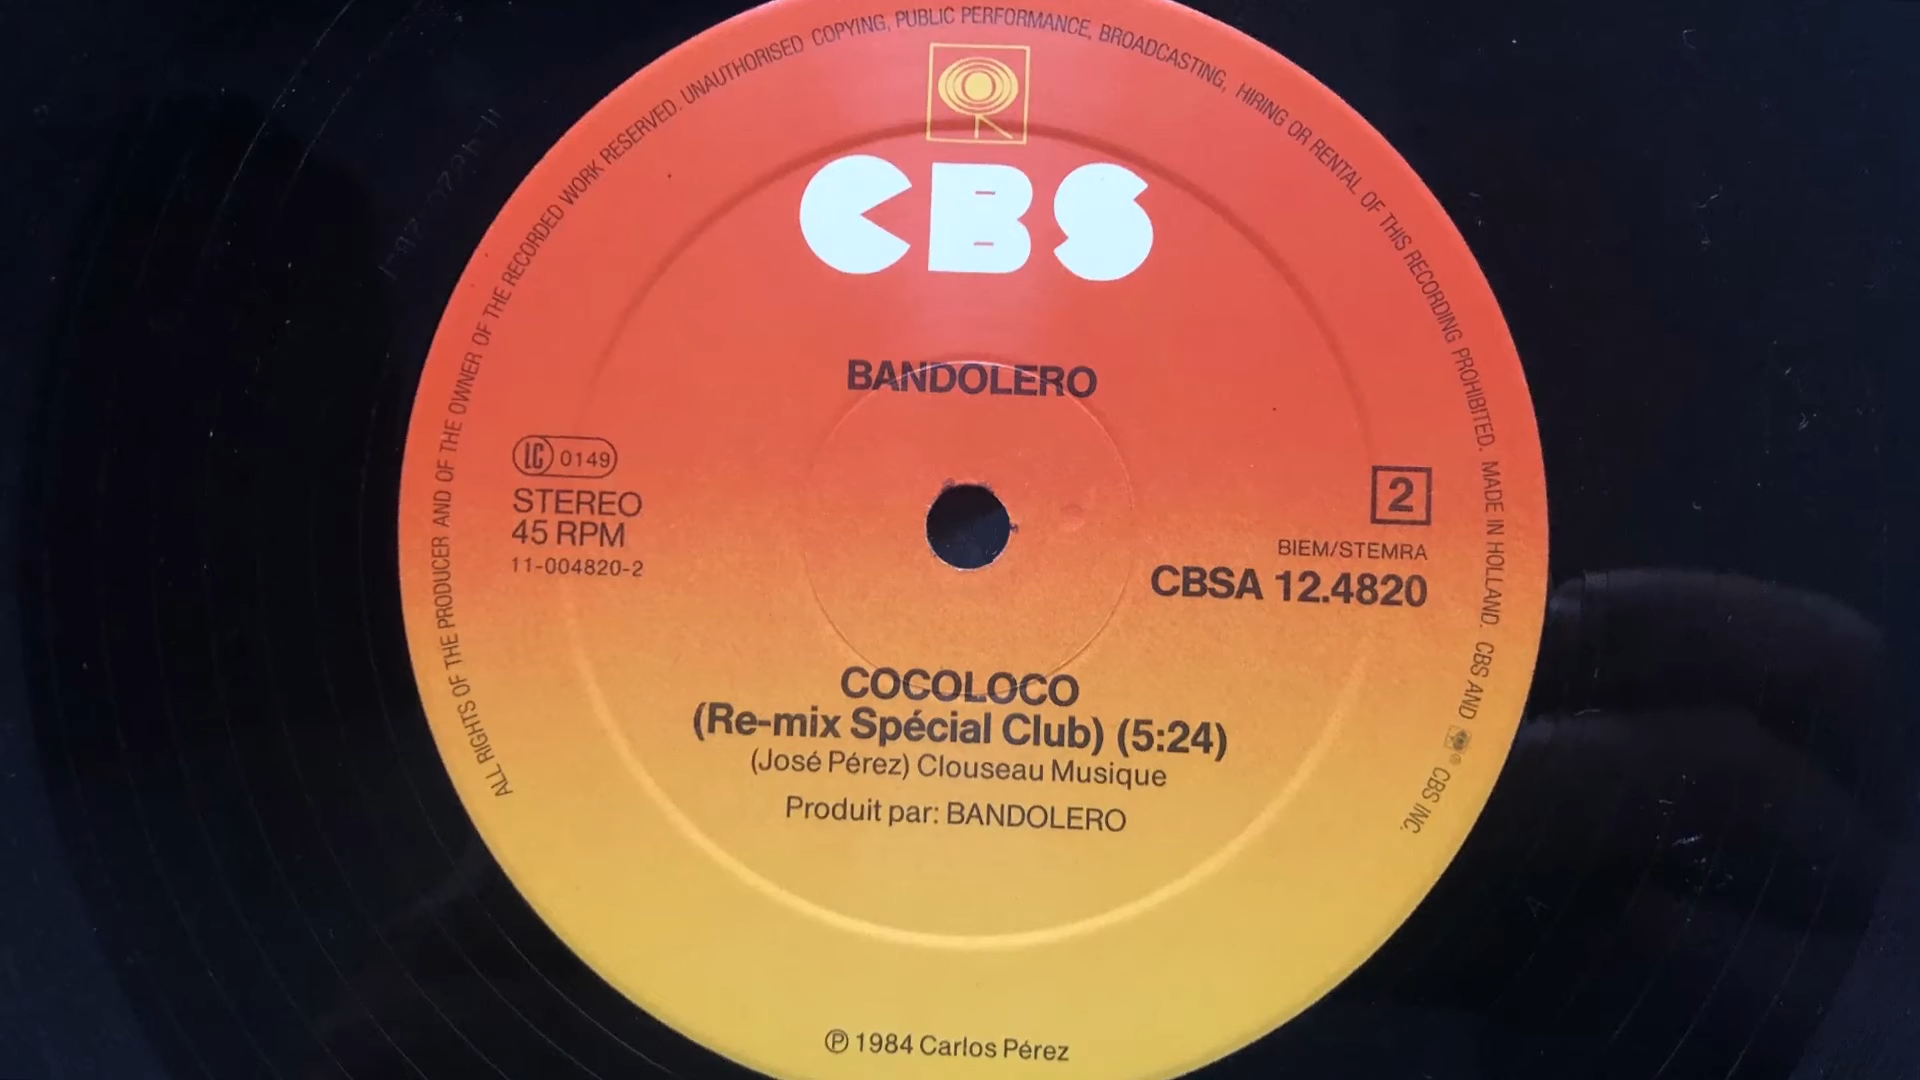 ALL RIGHTS OF THE PRODUCER AND OF THE OWNER OF THE RECORDED WORK RESERVED. UNAUTHORISED COPYING, PUBLIC PERFORMANCE, BROADCASTING, HIRING OR RENTAL OF THIS RECORDING PROHIBITED. MADE IN HOLLAND. CBS AND ® CBS INC.
CBS
BANDOLERO
LC 0149
STEREO
45 RPM
11-004820-2
2
BIEM/STEMRA
CBSA 12.4820
COCOLOCO
(Re-mix Spécial Club) (5:24)
(José Pérez) Clouseau Musique
Produit par: BANDOLERO
℗ 1984 Carlos Pérez